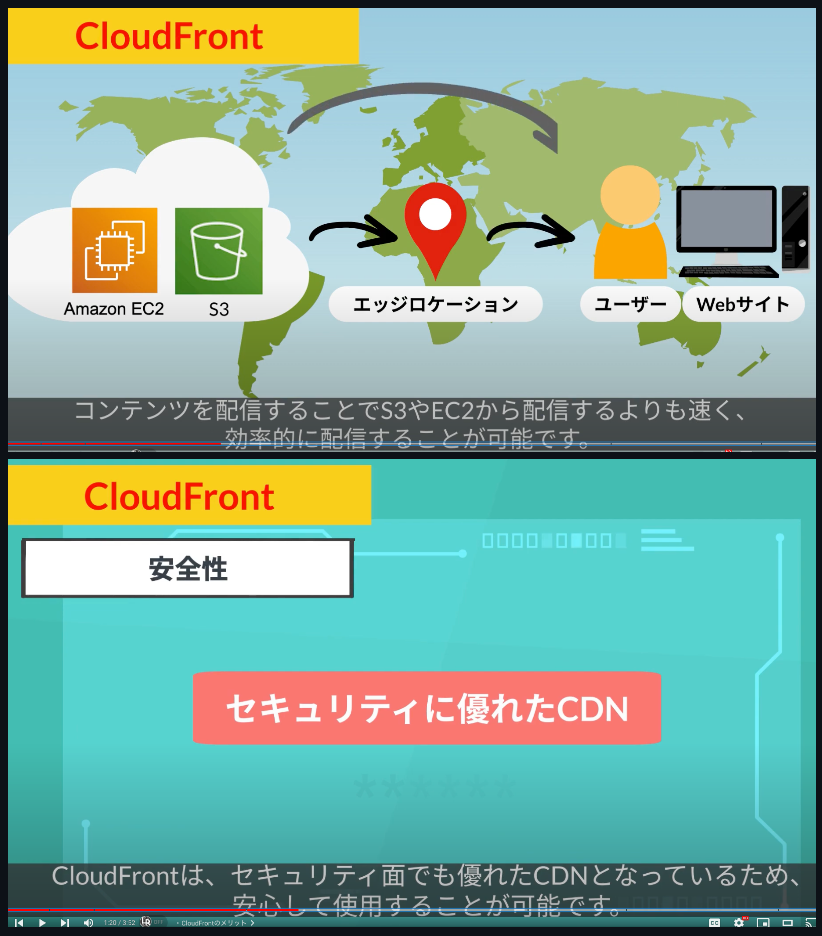 CloudFront
Amazon EC2
S3
エッジロケーション
ユーザー
Webサイト
コンテンツを配信することでS3やEC2から配信するよりも速く、
効率的に配信することが可能です。
CloudFront
安全性
セキュリティに優れたCDN
******
CloudFrontは、セキュリティ面でも優れたCDNとなっているため、
安心して使用することが可能です。
1:20 / 3:52
・CloudFrontのメリット >